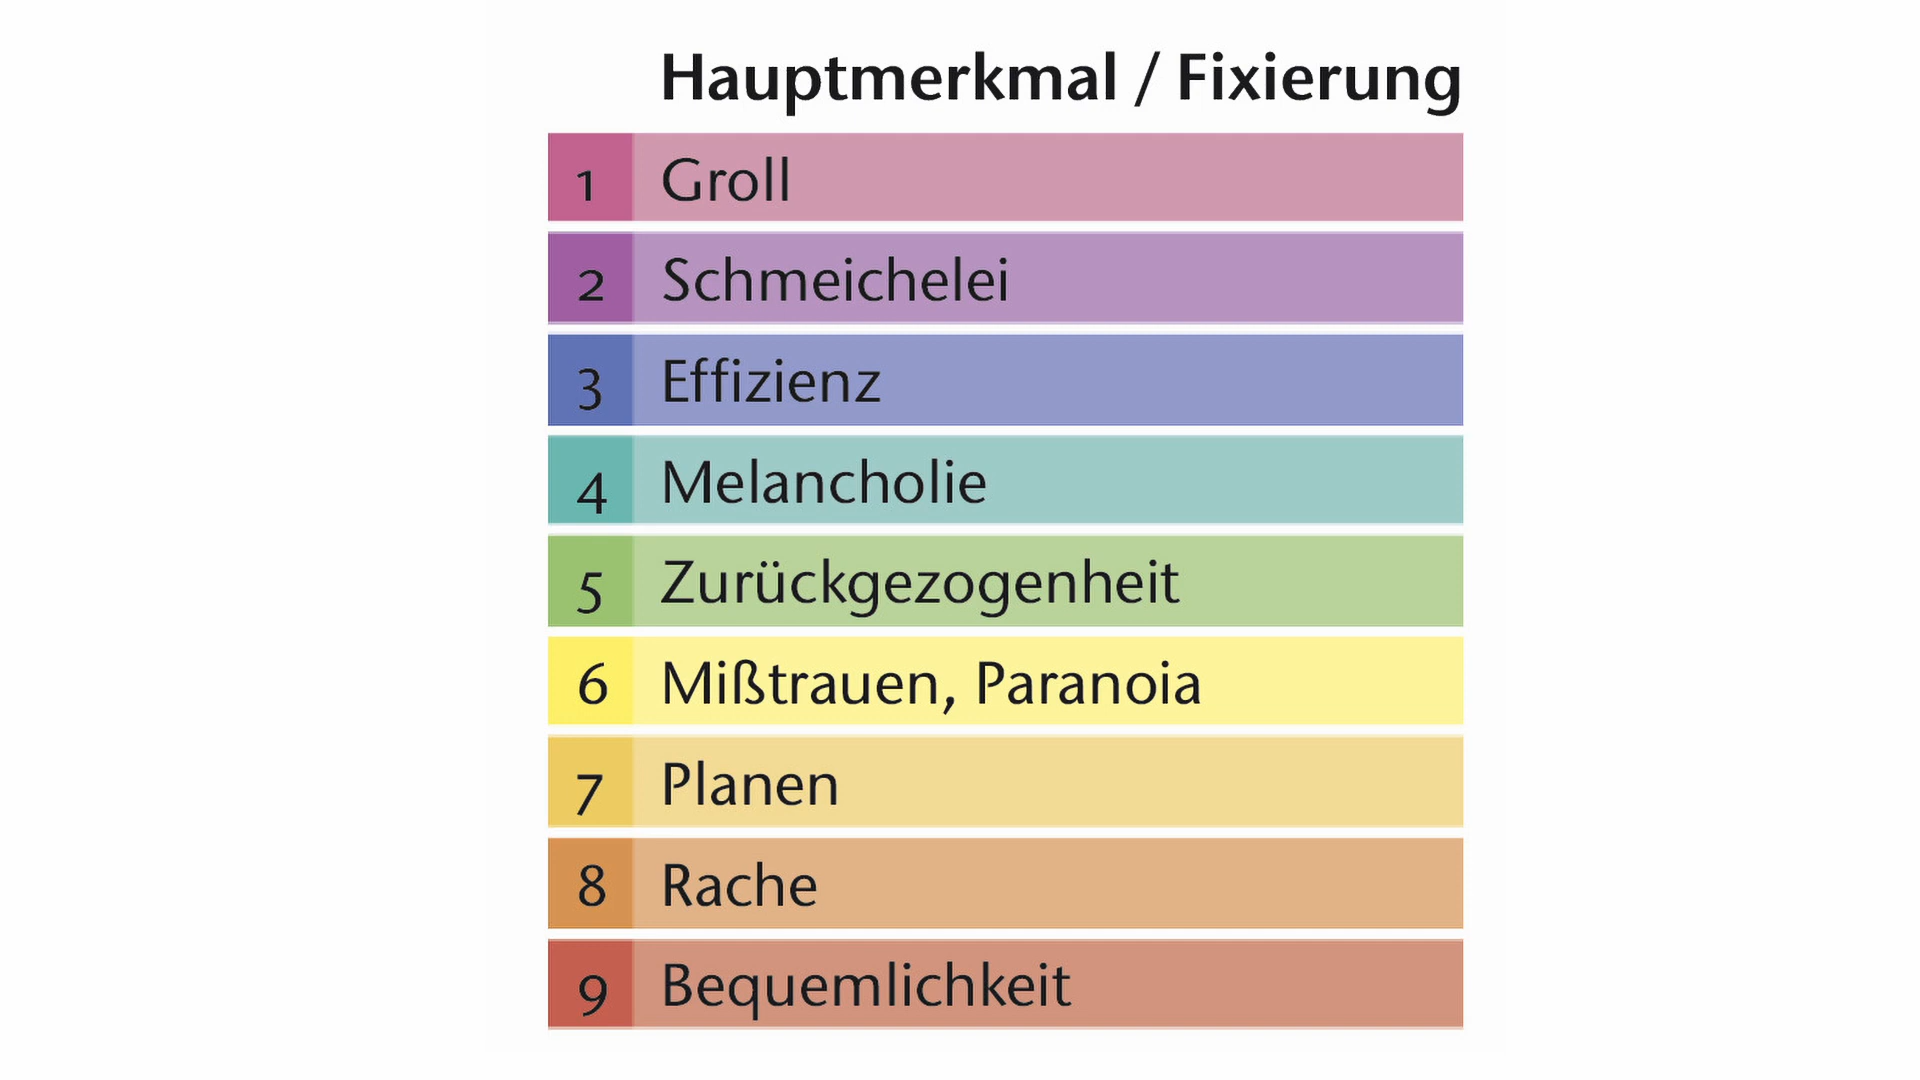 Hauptmerkmal / Fixierung
1 Groll
2 Schmeichelei
3 Effizienz
4 Melancholie
5 Zurückgezogenheit
6 Mißtrauen, Paranoia
7 Planen
8 Rache
9 Bequemlichkeit